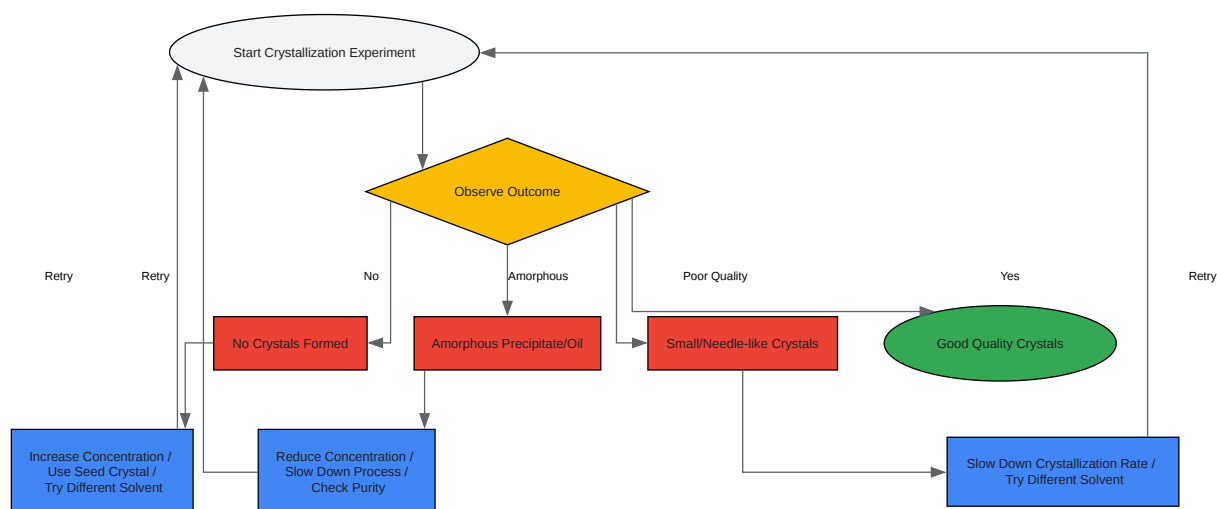 Start Crystallization Experiment
Observe Outcome
Retry
Retry
No
Amorphous
Poor Quality
Yes
Retry
No Crystals Formed
Amorphous Precipitate/Oil
Small/Needle-like Crystals
Good Quality Crystals
Increase Concentration /
Use Seed Crystal /
Try Different Solvent
Reduce Concentration /
Slow Down Process /
Check Purity
Slow Down Crystallization Rate /
Try Different Solvent